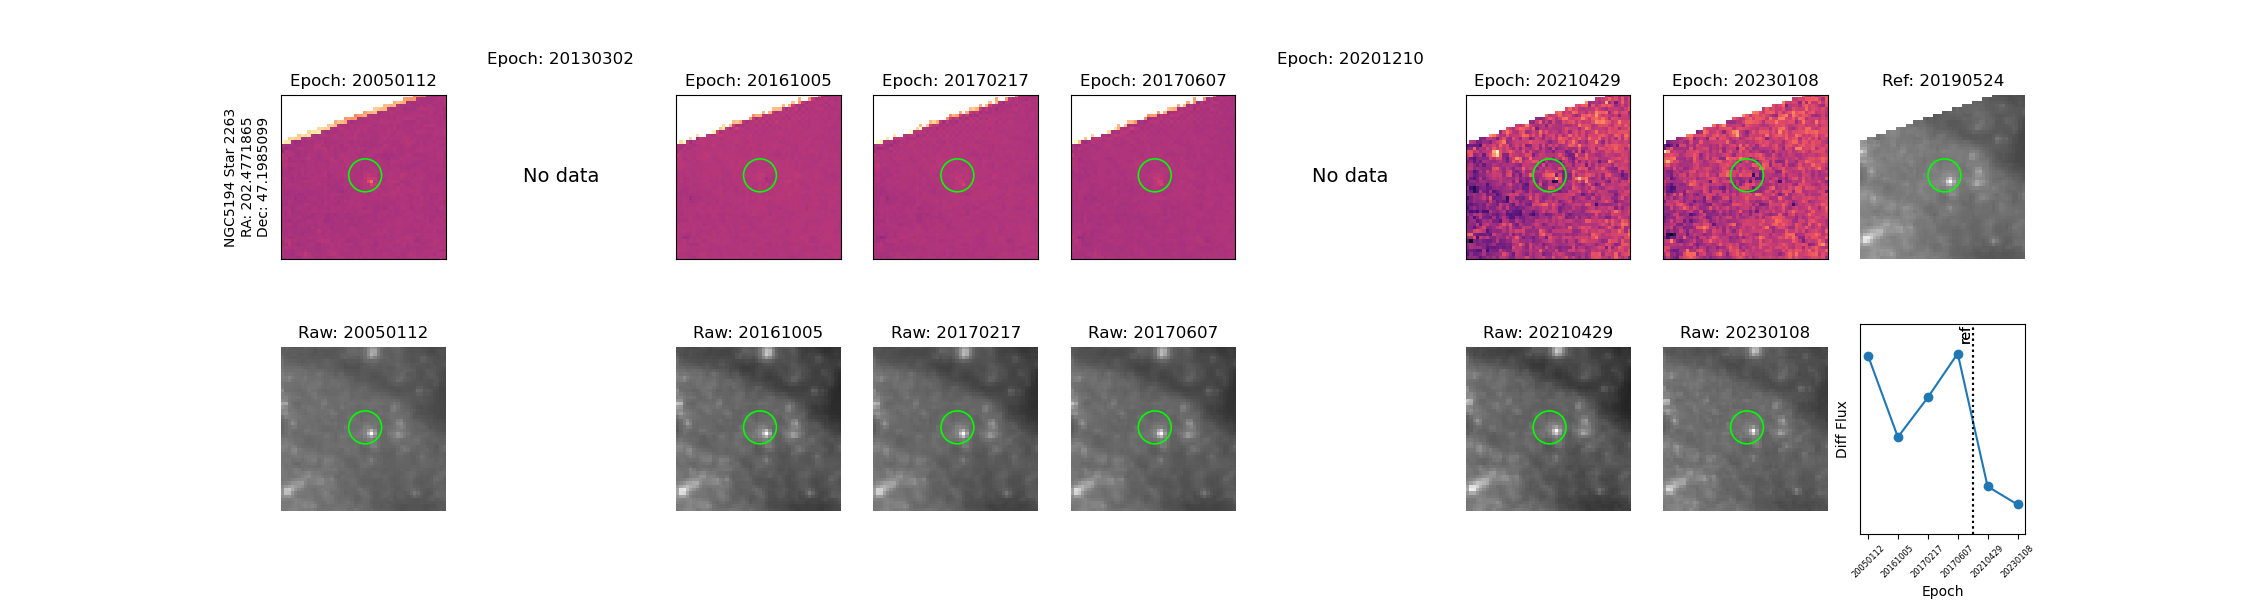 Epoch: 20130302
Epoch: 20201210
Epoch: 20050112
Epoch: 20161005
Epoch: 20170217
Epoch: 20170607
Epoch: 20210429
Epoch: 20230108
Ref: 20190524
NGC5194 Star 2263
RA: 202.4771865
Dec: 47.1985099
No data
No data
Raw: 20050112
Raw: 20161005
Raw: 20170217
Raw: 20170607
Raw: 20210429
Raw: 20230108
ref
Diff Flux
20050112
20161005
20170217
20170607
20210429
20230108
Epoch